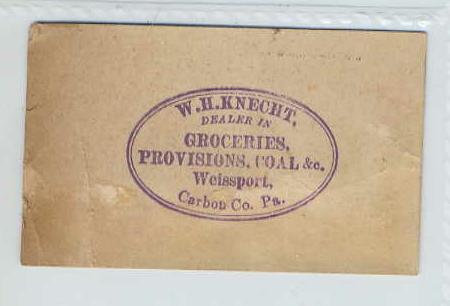 W. H. KNECHT,
DEALER IN
GROCERIES,
PROVISIONS, COAL &c.
Weissport,
Carbon Co. Pa.